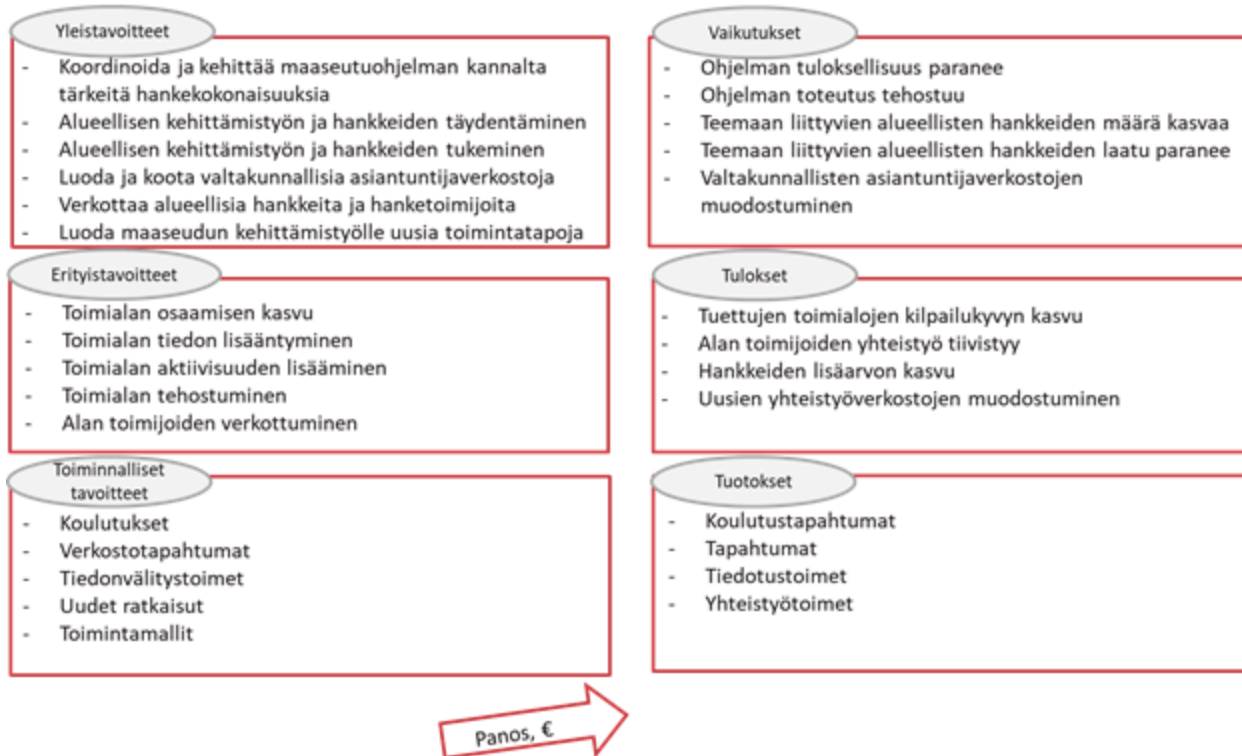 Yleistavoitteet
- Koordinoida ja kehittää maaseutuohjelman kannalta
tärkeitä hankekokonaisuuksia
- Alueellisen kehittämistyön ja hankkeiden täydentäminen
- Alueellisen kehittämistyön ja hankkeiden tukeminen
- Luoda ja koota valtakunnallisia asiantuntijaverkostoja
- Verkottaa alueellisia hankkeita ja hanketoimijoita
- Luoda maaseudun kehittämistyölle uusia toimintatapoja
Vaikutukset
- Ohjelman tuloksellisuus paranee
- Ohjelman toteutus tehostuu
- Teemaan liittyvien alueellisten hankkeiden määrä kasvaa
- Teemaan liittyvien alueellisten hankkeiden laatu paranee
- Valtakunnallisten asiantuntijaverkostojen
muodostuminen
Erityistavoitteet
- Toimialan osaamisen kasvu
- Toimialan tiedon lisääntyminen
- Toimialan aktiivisuuden lisääminen
- Toimialan tehostuminen
- Alan toimijoiden verkottuminen
Tulokset
- Tuettujen toimialojen kilpailukyvyn kasvu
- Alan toimijoiden yhteistyö tiivistyy
- Hankkeiden lisäarvon kasvu
- Uusien yhteistyöverkostojen muodostuminen
Toiminnalliset
tavoitteet
- Koulutukset
- Verkostotapahtumat
- Tiedonvälitystoimet
- Uudet ratkaisut
- Toimintamallit
Tuotokset
- Koulutustapahtumat
- Tapahtumat
- Tiedotustoimet
- Yhteistyötoimet
Panos, €